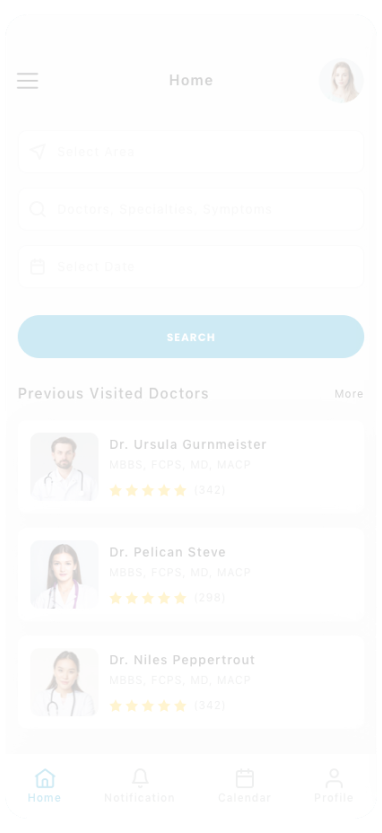 Home
Select Area
Doctors, Specialities, Symptoms
Select Date
SEARCH
Previous Visited Doctors More
Dr. Ursula Gurnmeister
MBBS, FCPS, MD, MACP
(342)
Dr. Pelican Steve
MBBS, FCPS, MD, MACP
(298)
Dr. Niles Peppertrout
MBBS, FCPS, MD, MACP
(342)
Home Notification Calendar Profile